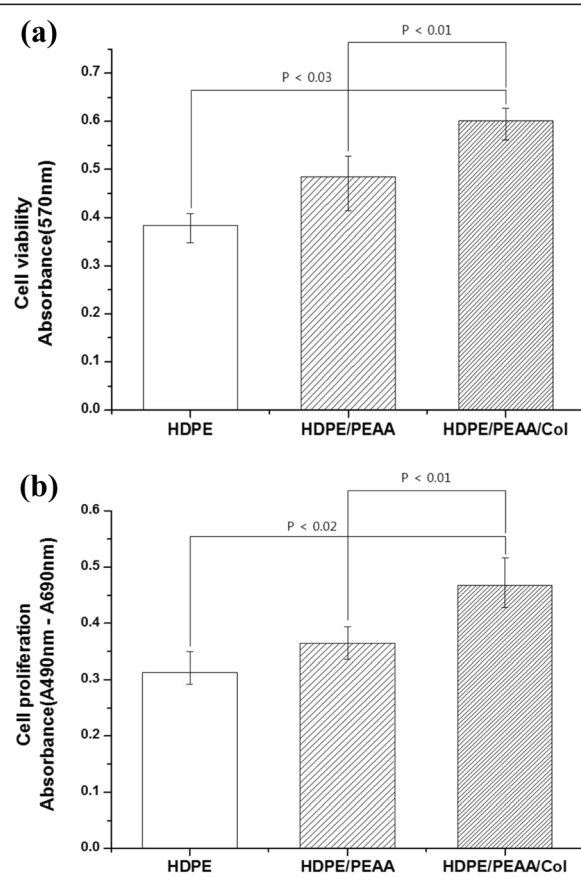 (a)
P < 0.01
P < 0.03
0.7
0.6
0.5
0.4
0.3
0.2
0.1
0.0
Cell viability
Absorbance(570nm)
HDPE
HDPE/PEAA
HDPE/PEAA/Col
(b)
P < 0.01
P < 0.02
0.6
0.5
0.4
0.3
0.2
0.1
0.0
Cell proliferation
Absorbance(A490nm - A690nm)
HDPE
HDPE/PEAA
HDPE/PEAA/Col